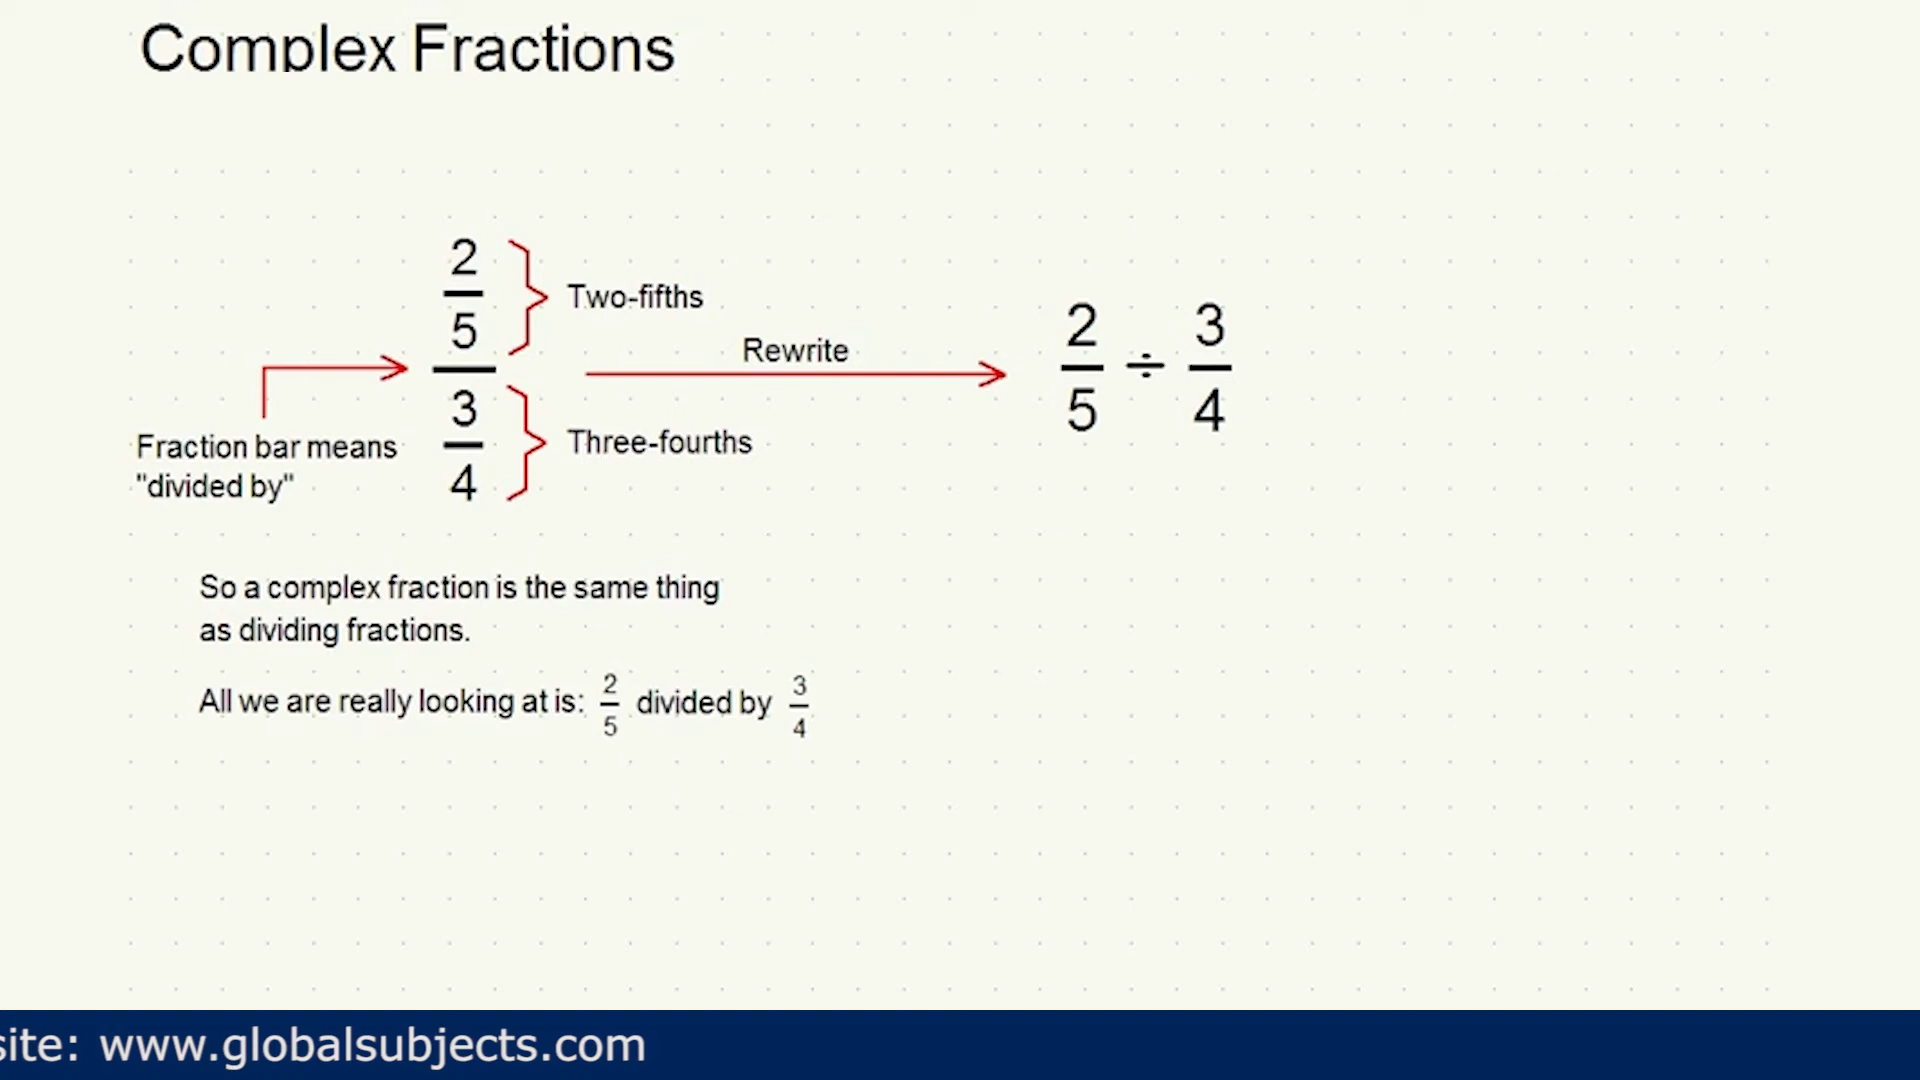 Complex Fractions
2
5
3
4
Two-fifths
Three-fourths
Fraction bar means
"divided by"
Rewrite
2/5 ÷ 3/4
So a complex fraction is the same thing
as dividing fractions.
All we are really looking at is: 2/5 divided by 3/4
site: www.globalsubjects.com